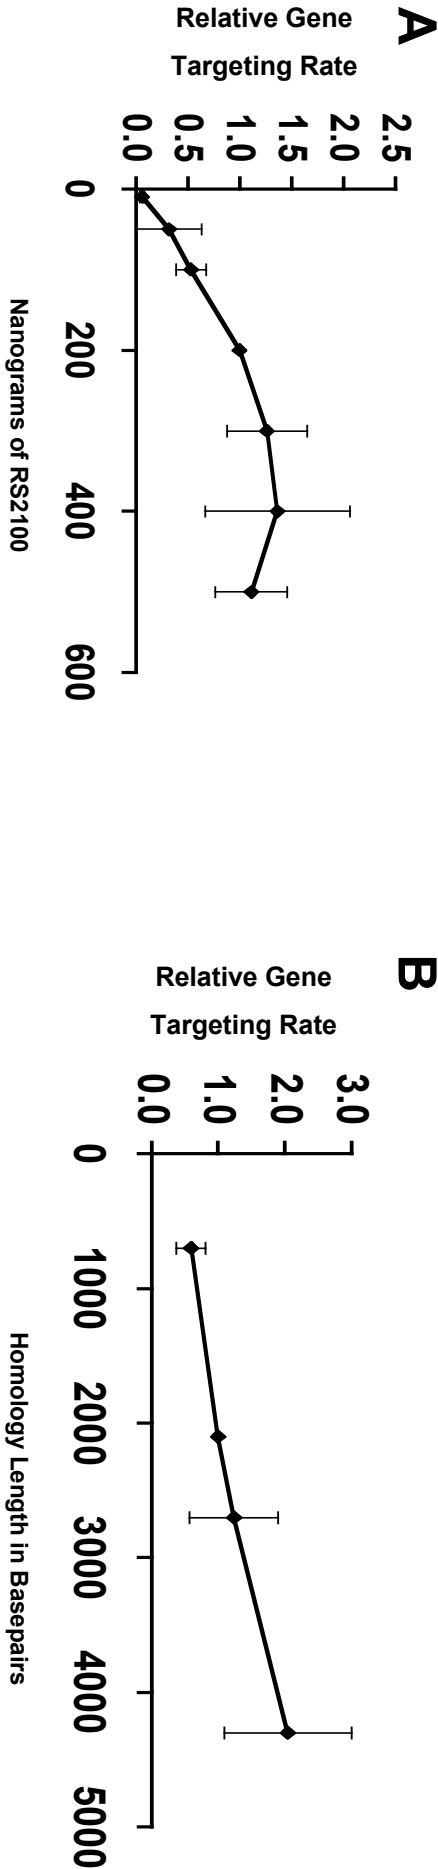 A
Relative Gene
Targeting Rate
2.5
2.0
1.5
1.0
0.5
0.0
0
200
400
600
Nanograms of RS2100
B
Relative Gene
Targeting Rate
3.0
2.0
1.0
0.0
0
1000
2000
3000
4000
5000
Homology Length in Basepairs